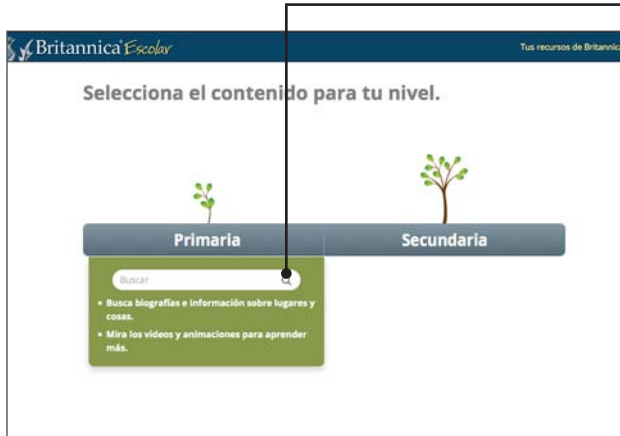 Britannica Escolar
Tus recursos de Britannica
Selecciona el contenido para tu nivel.
Primaria
Secundaria
Buscar
Busca biografías e información sobre lugares y
cosas.
Mira los videos y animaciones para aprender
más.